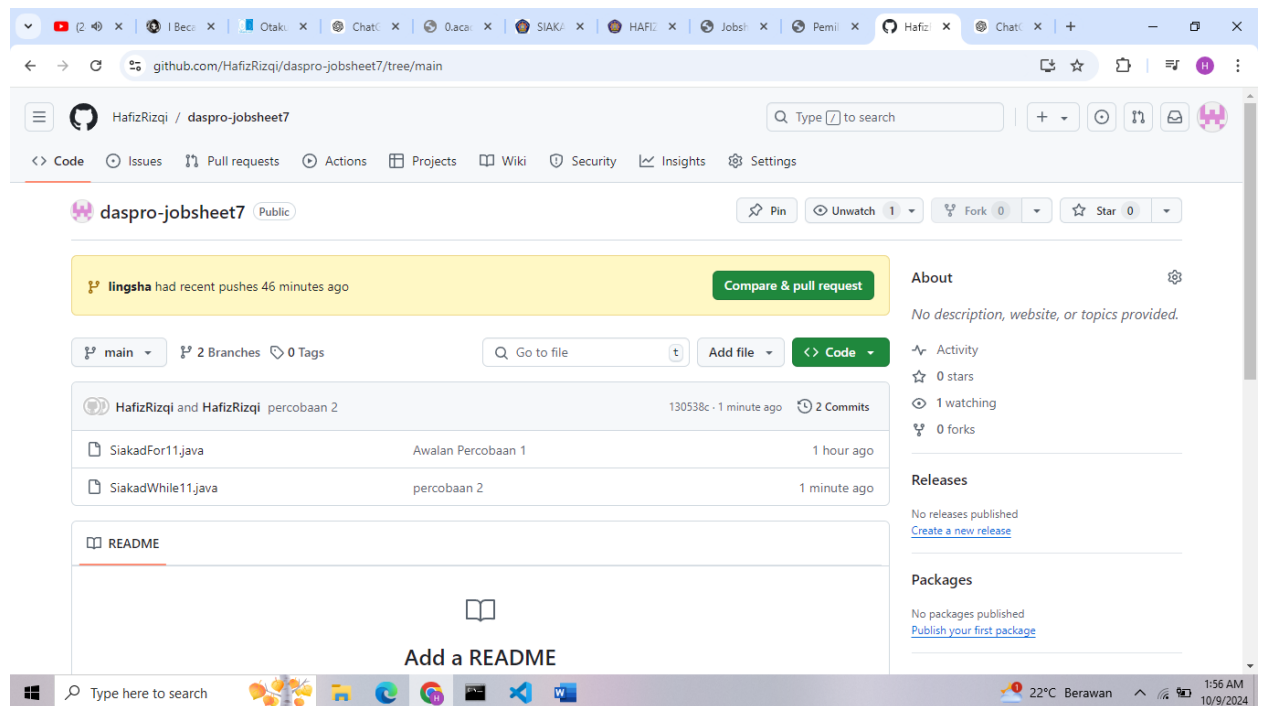 (2
I Beca
Otaku
ChatG
0.acad
SIAKA
HAFIZ
Jobsh
Pemil
HafizF
ChatG
github.com/HafizRizqi/daspro-jobsheet7/tree/main
H
HafizRizqi / daspro-jobsheet7
Type / to search
Code Issues Pull requests Actions Projects Wiki Security Insights Settings
daspro-jobsheet7 Public
Pin Unwatch 1 Fork 0 Star 0
lingsha had recent pushes 46 minutes ago
Compare & pull request
main 2 Branches 0 Tags
Go to file t
Add file
Code
HafizRizqi and HafizRizqi percobaan 2 130538c · 1 minute ago 2 Commits
SiakadFor11.java Awalan Percobaan 1 1 hour ago
SiakadWhile11.java percobaan 2 1 minute ago
README
Add a README
About
No description, website, or topics provided.
Activity
0 stars
1 watching
0 forks
Releases
No releases published
Create a new release
Packages
No packages published
Publish your first package
Type here to search
22°C Berawan
1:56 AM
10/9/2024